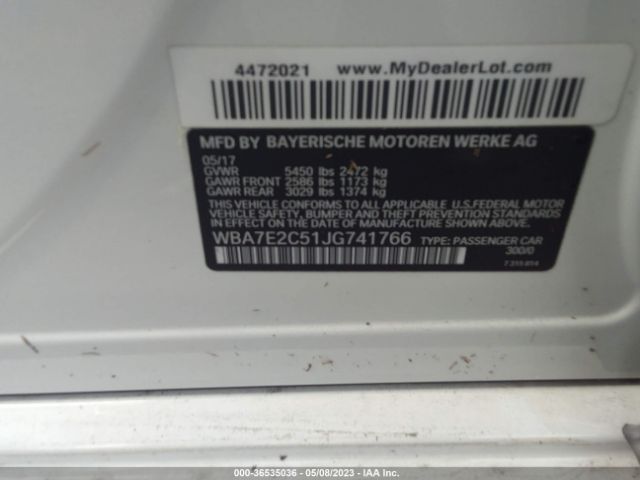 4472021 www.MyDealerLot.com
MFD BY BAYERISCHE MOTOREN WERKE AG
05/17
GVWR 5450 lbs 2472 kg
GAWR FRONT 2586 lbs 1173 kg
GAWR REAR 3029 lbs 1374 kg
THIS VEHICLE CONFORMS TO ALL APPLICABLE U.S.FEDERAL MOTOR
VEHICLE SAFETY, BUMPER AND THEFT PREVENTION STANDARDS
IN EFFECT ON THE DATE OF MANUFACTURE SHOWN ABOVE.
WBA7E2C51JG741766 TYPE: PASSENGER CAR
300/0
7 355 854
000-36535036 - 05/08/2023 - IAA Inc.